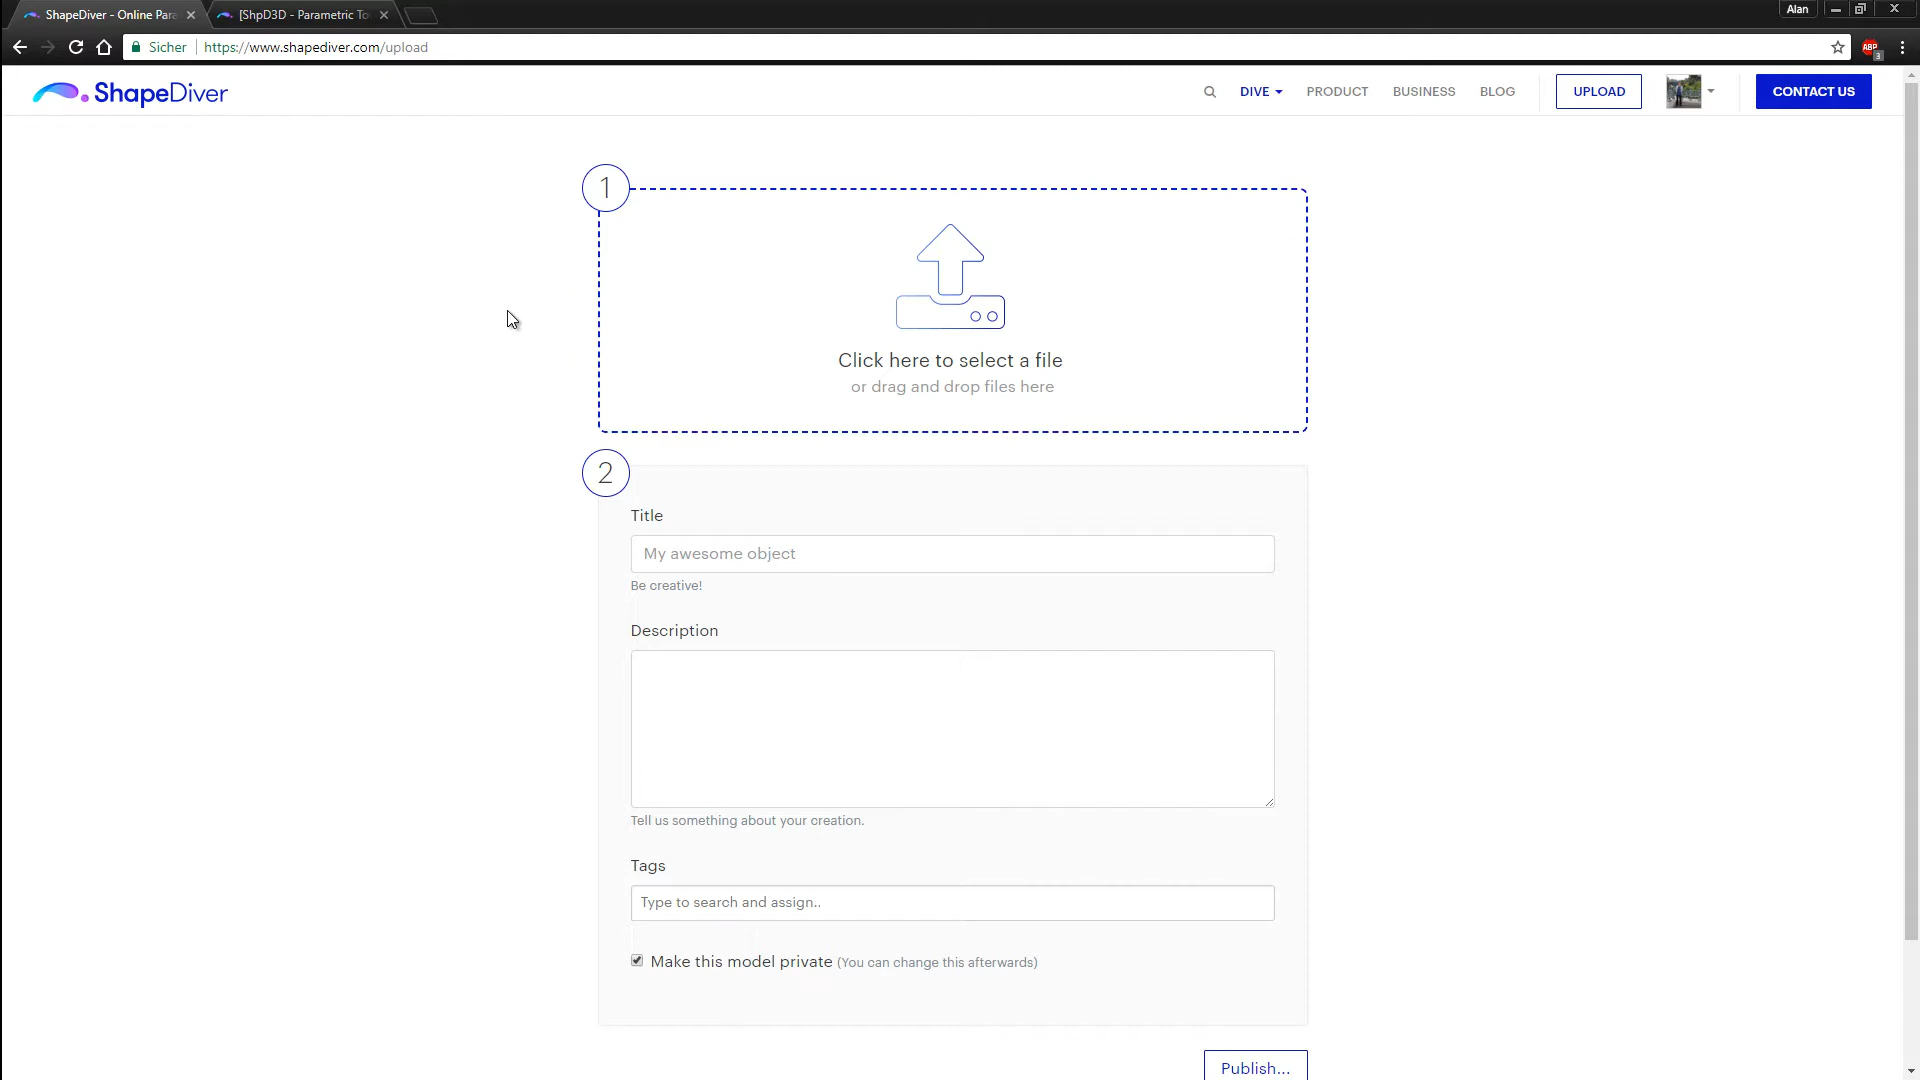 ShapeDiver - Online Para
[ShpD3D - Parametric To
Alan
Sicher
https://www.shapediver.com/upload
ABP
3
ShapeDiver
DIVE
PRODUCT
BUSINESS
BLOG
UPLOAD
CONTACT US
1
Click here to select a file
or drag and drop files here
2
Title
My awesome object
Be creative!
Description
Tell us something about your creation.
Tags
Type to search and assign..
Make this model private (You can change this afterwards)
Publish...